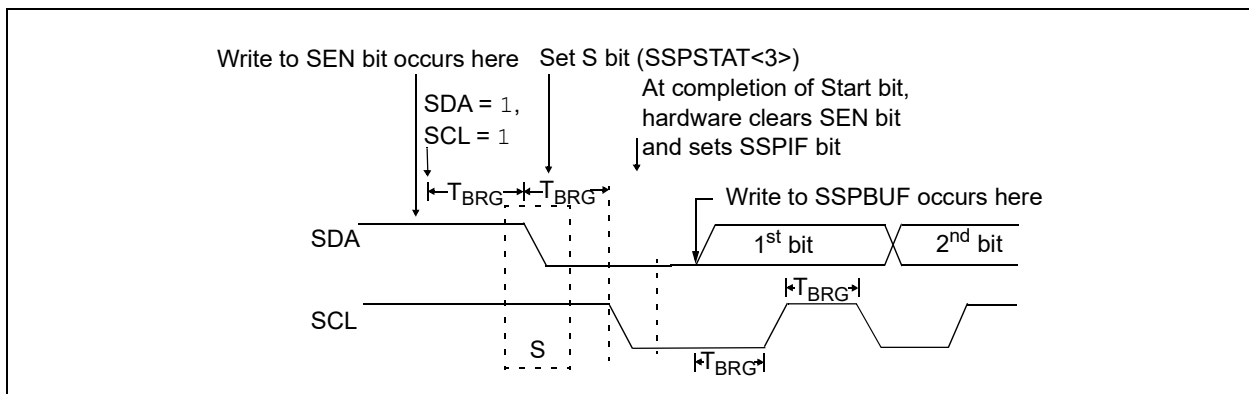 Write to SEN bit occurs here
Set S bit (SSPSTAT<3>)
SDA = 1,
SCL = 1
At completion of Start bit,
hardware clears SEN bit
and sets SSPIF bit
TBRG
TBRG
Write to SSPBUF occurs here
SDA
1st bit
2nd bit
TBRG
SCL
S
TBRG